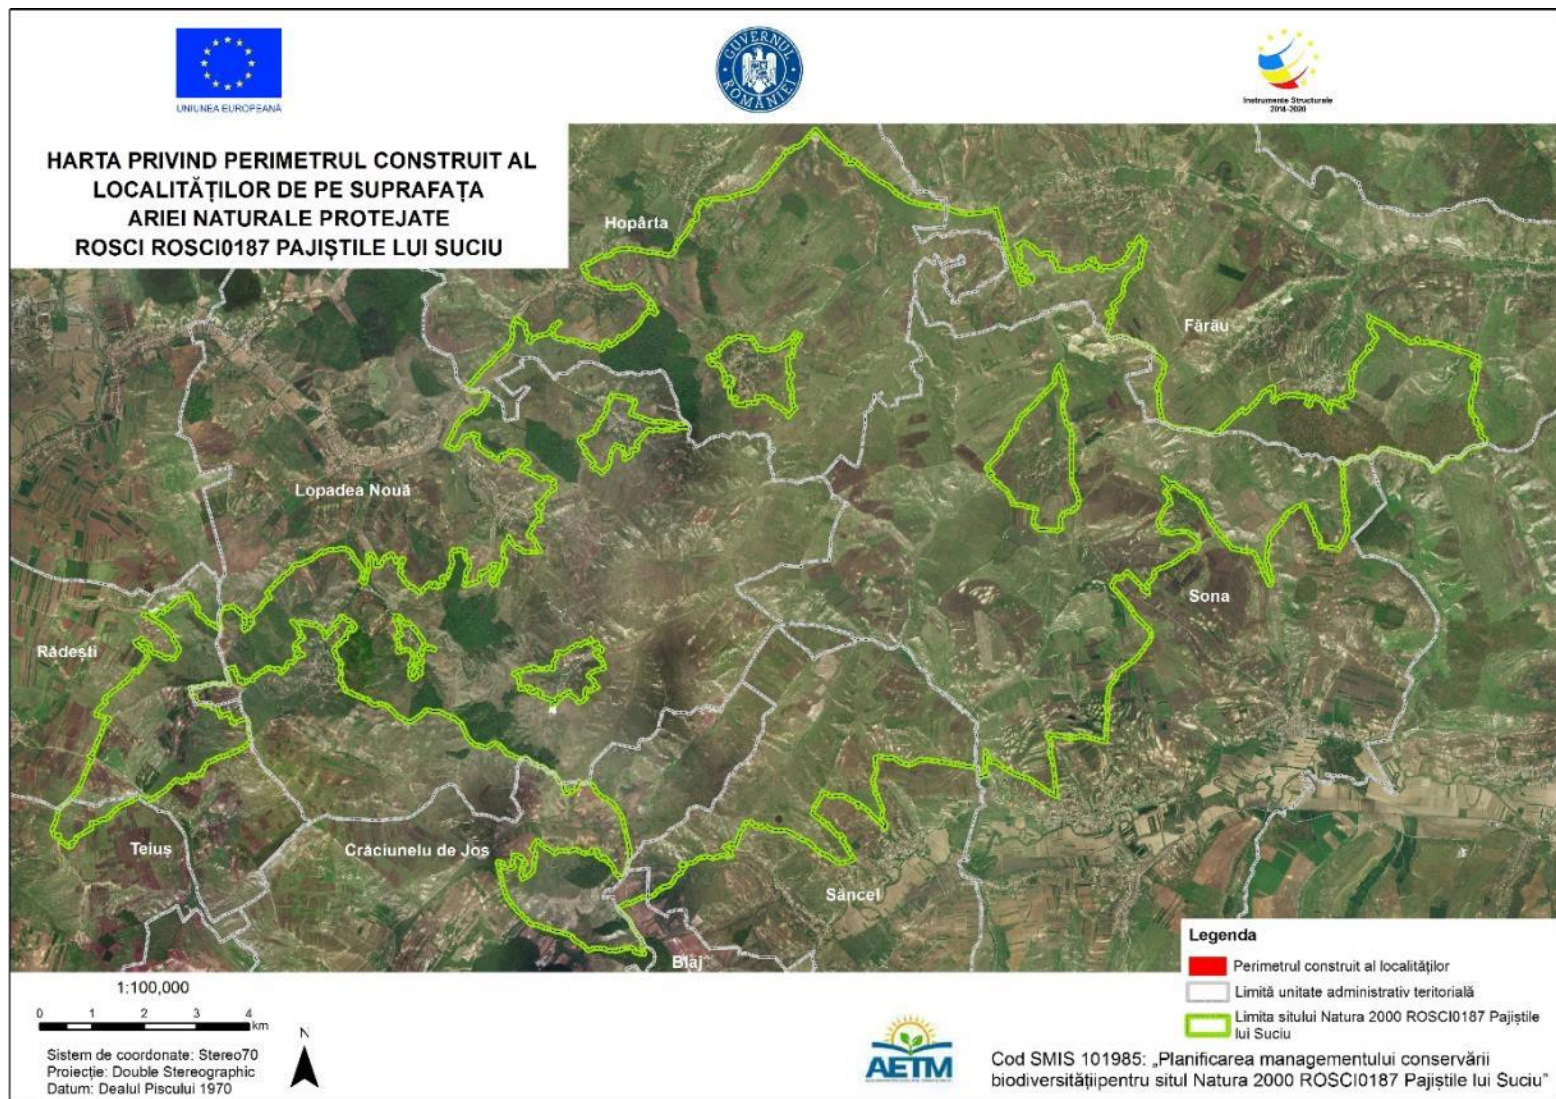 UNIUNEA EUROPEANĂ
GUVERNUL ROMÂNIEI
Instrumente Structurale
2014-2020
HARTA PRIVIND PERIMETRUL CONSTRUIT AL
LOCALITĂȚILOR DE PE SUPRAFAȚA
ARIEI NATURALE PROTEJATE
ROSCI ROSCI0187 PAJIȘTILE LUI SUCIU
Hopârta
Fărău
Lopadea Nouă
Sona
Rădești
Teiuș
Crăciunelu de Jos
Sâncel
Blaj
Legenda
Perimetrul construit al localităților
Limită unitate administrativ teritorială
Limita sitului Natura 2000 ROSCI0187 Pajiștile
lui Suciu
1:100,000
0 1 2 3 4
km
N
Sistem de coordonate: Stereo70
Proiecție: Double Stereographic
Datum: Dealul Piscului 1970
AETM
Cod SMIS 101985: „Planificarea managementului conservării
biodiversitățiipentru situl Natura 2000 ROSCI0187 Pajiștile lui Suciu"